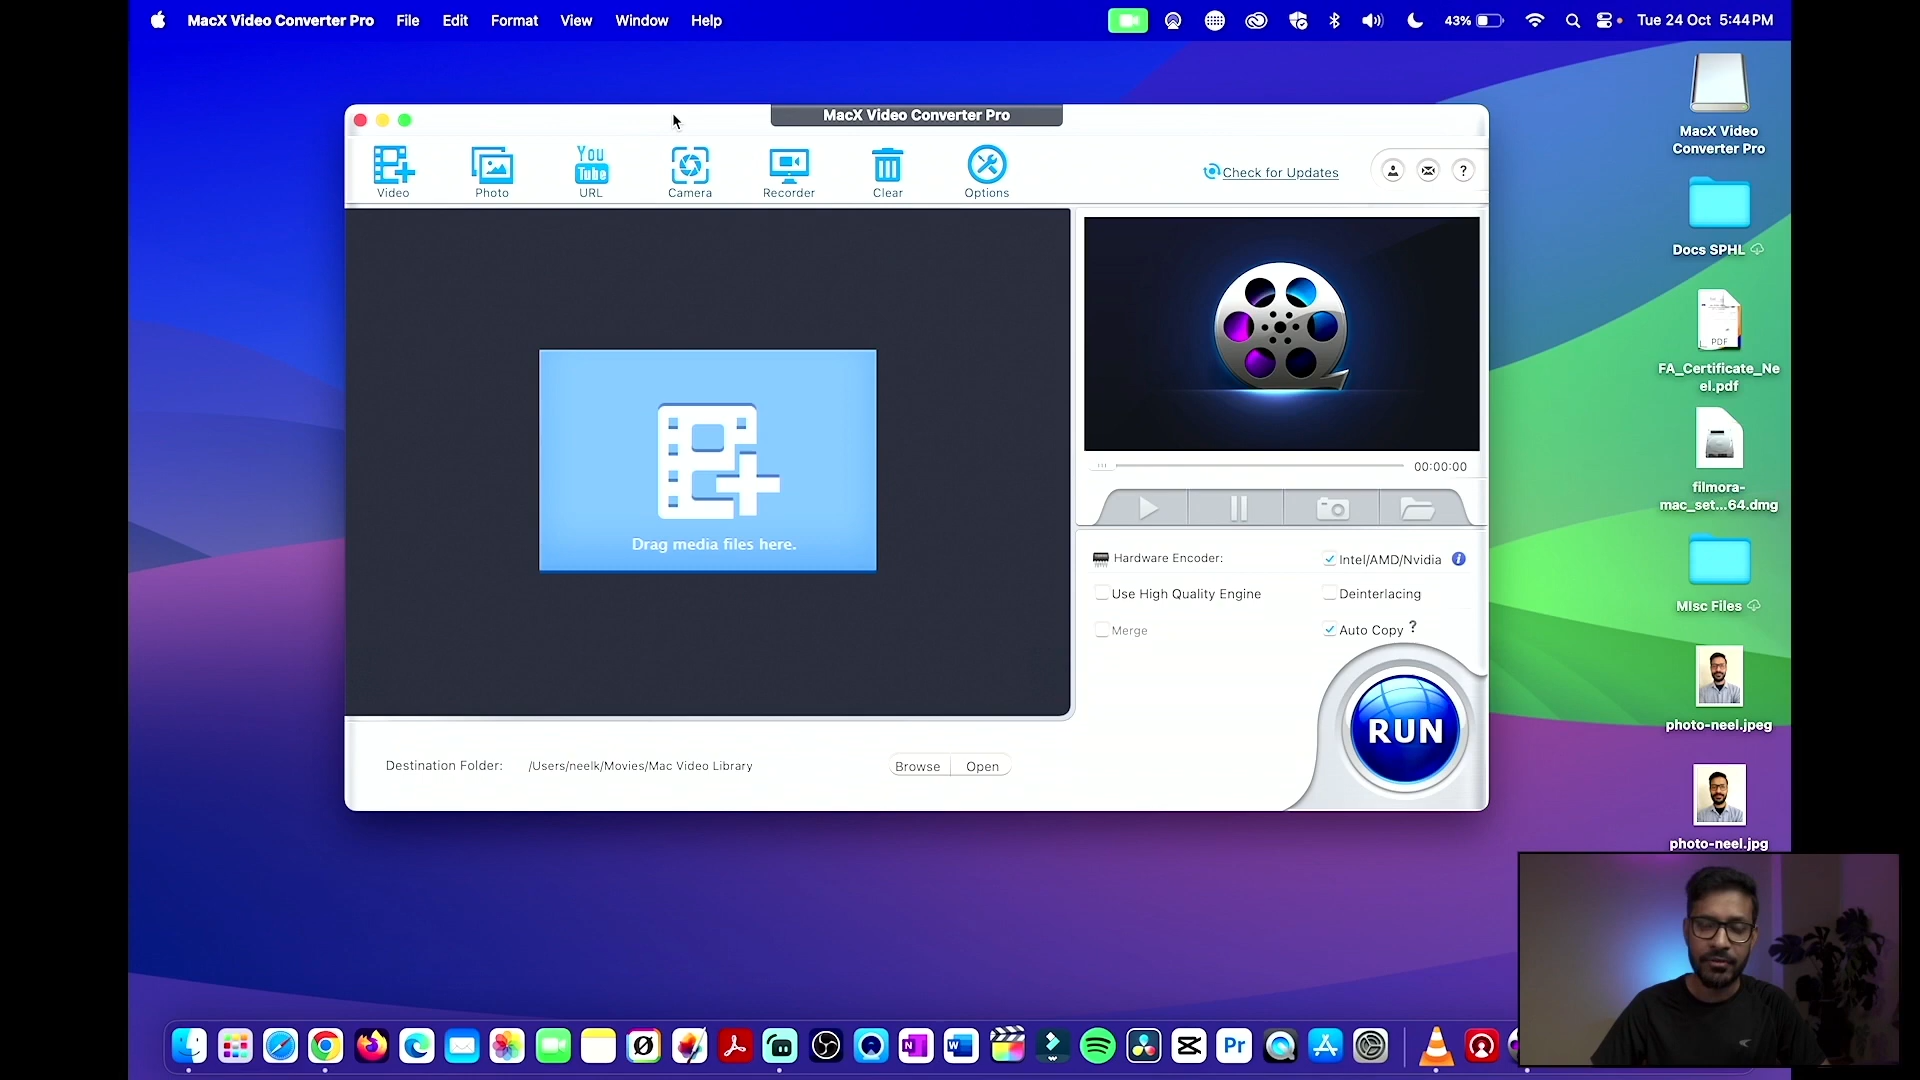 MacX Video Converter Pro File Edit Format View Window Help 43% Tue 24 Oct 5:44 PM
MacX Video Converter Pro
Video Photo You Tube URL Camera Recorder Clear Options Check for Updates ?
Drag media files here.
00:00:00
Hardware Encoder: Intel/AMD/Nvidia i
Use High Quality Engine Deinterlacing
Merge Auto Copy ?
RUN
Destination Folder: /Users/neelk/Movies/Mac Video Library Browse Open
MacX Video
Converter Pro
Docs SPHL
PDF
FA_Certificate_Ne
el.pdf
filmora-
mac_set...64.dmg
MIsc Files
photo-neel.jpeg
photo-neel.jpg
N W Pr